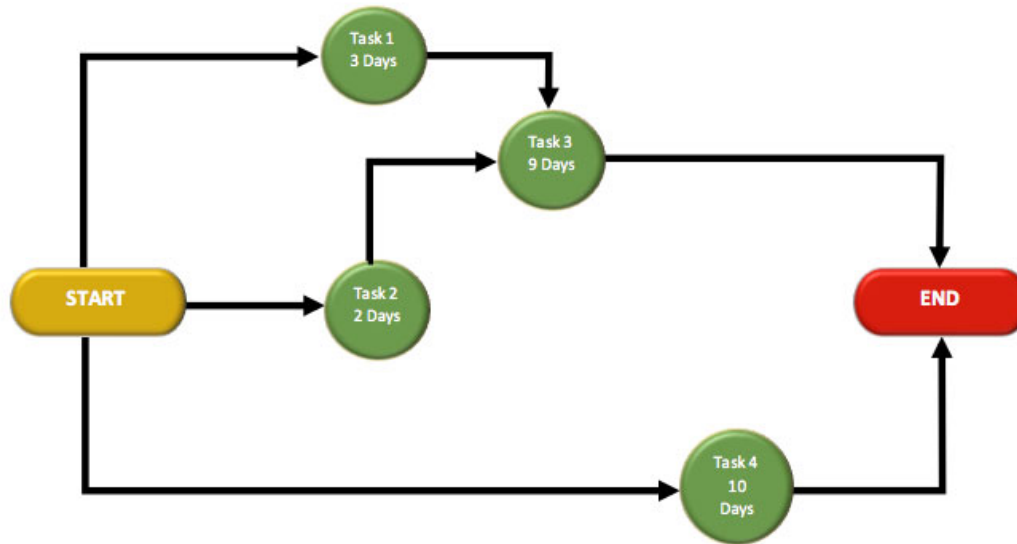 Task 1
3 Days
Task 3
9 Days
START
Task 2
2 Days
END
Task 4
10
Days